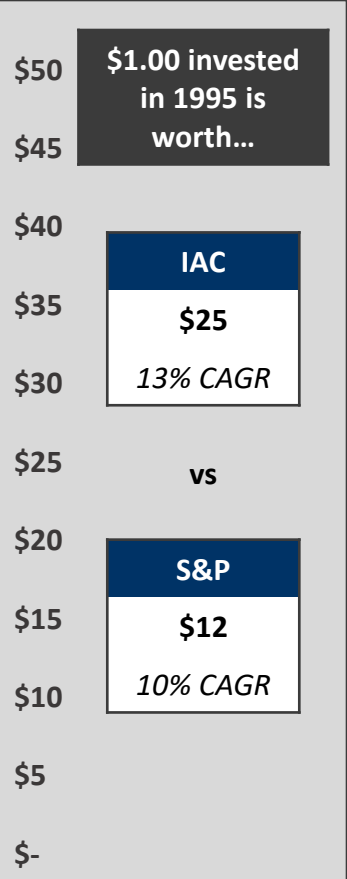 $50
$1.00 invested
in 1995 is
worth…
$45
$40
IAC
$35
$25
$30
13% CAGR
$25
vs
$20
S&P
$15
$12
$10
10% CAGR
$5
$-